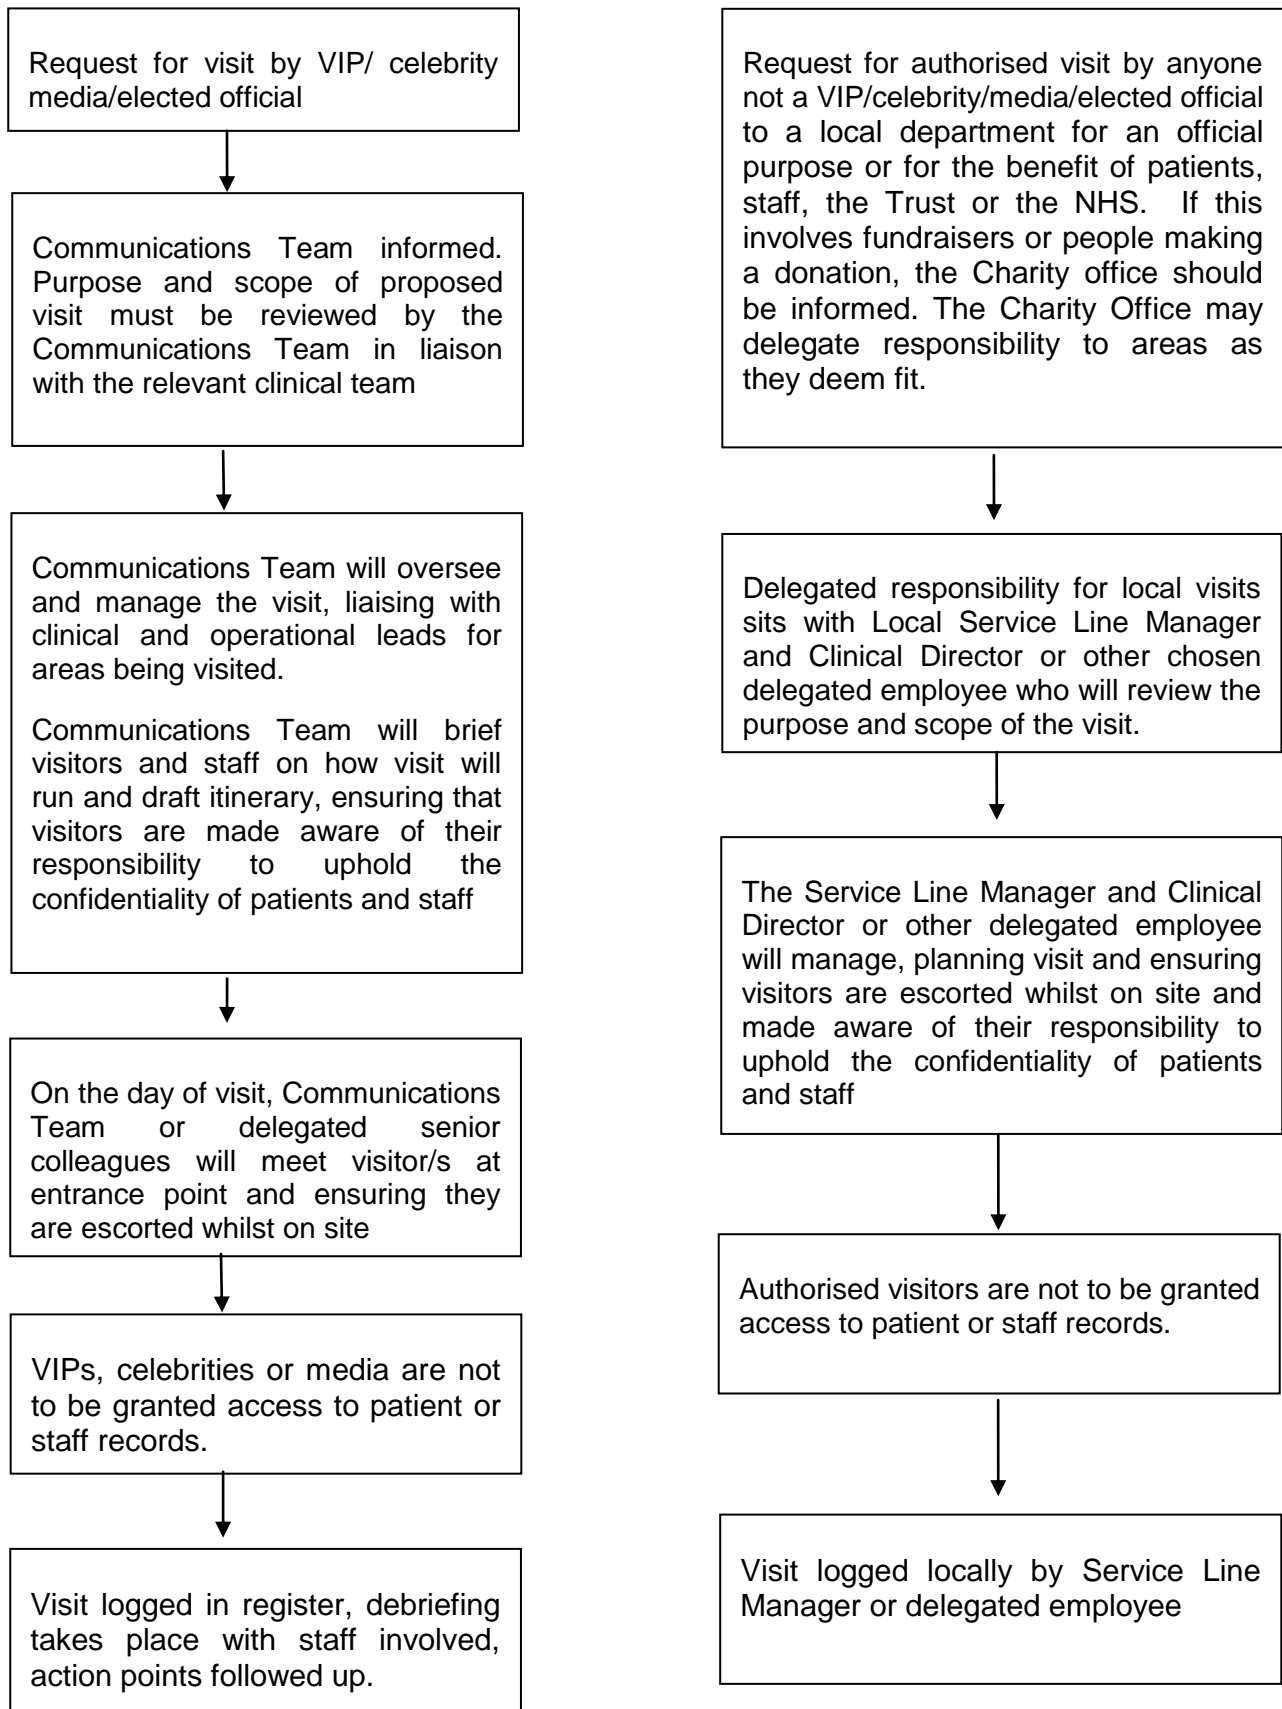 Request for visit by VIP/ celebrity
media/elected official
Communications Team informed.
Purpose and scope of proposed
visit must be reviewed by the
Communications Team in liaison
with the relevant clinical team
Communications Team will oversee
and manage the visit, liaising with
clinical and operational leads for
areas being visited.
Communications Team will brief
visitors and staff on how visit will
run and draft itinerary, ensuring that
visitors are made aware of their
responsibility to uphold the
confidentiality of patients and staff
On the day of visit, Communications
Team or delegated senior
colleagues will meet visitor/s at
entrance point and ensuring they
are escorted whilst on site
VIPs, celebrities or media are not
to be granted access to patient or
staff records.
Visit logged in register, debriefing
takes place with staff involved,
action points followed up.
Request for authorised visit by anyone
not a VIP/celebrity/media/elected official
to a local department for an official
purpose or for the benefit of patients,
staff, the Trust or the NHS. If this
involves fundraisers or people making
a donation, the Charity office should
be informed. The Charity Office may
delegate responsibility to areas as
they deem fit.
Delegated responsibility for local visits
sits with Local Service Line Manager
and Clinical Director or other chosen
delegated employee who will review the
purpose and scope of the visit.
The Service Line Manager and Clinical
Director or other delegated employee
will manage, planning visit and ensuring
visitors are escorted whilst on site and
made aware of their responsibility to
uphold the confidentiality of patients
and staff
Authorised visitors are not to be granted
access to patient or staff records.
Visit logged locally by Service Line
Manager or delegated employee